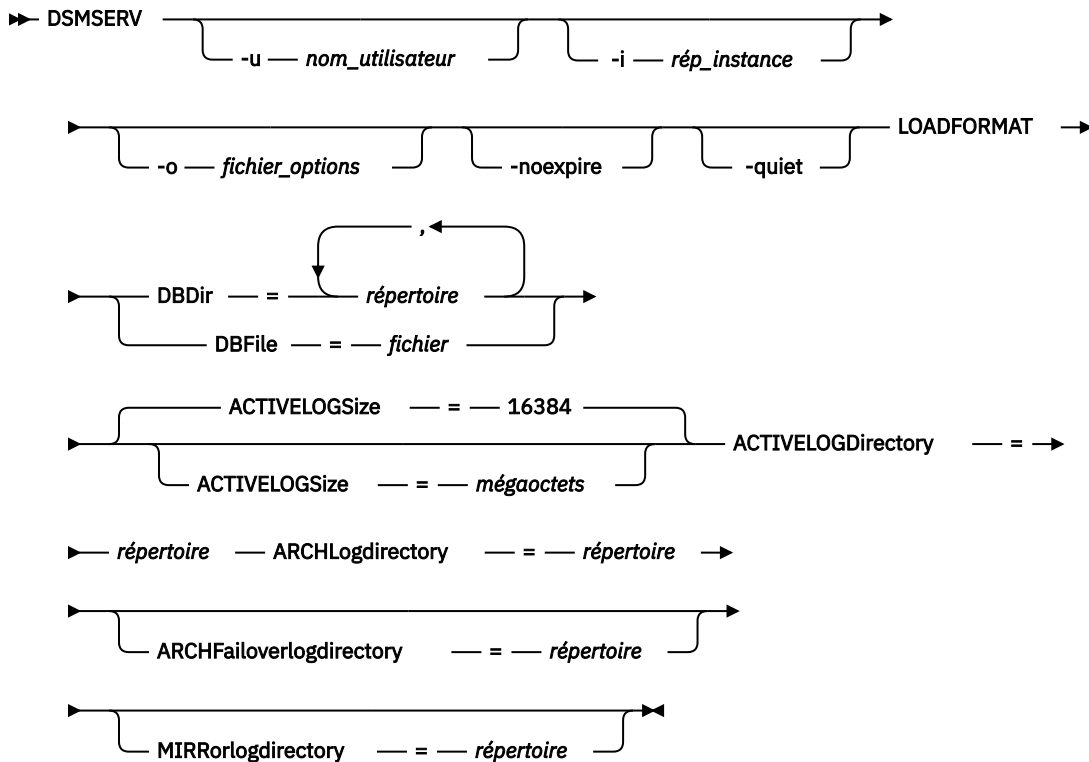 DSMSERV
-u nom_utilisateur -i rép_instance
LOADFORMAT
-o fichier_options -noexpire -quiet
,
DBDir = répertoire
DBFile = fichier
ACTIVELOGSize = 16384
ACTIVELOGDirectory =
ACTIVELOGSize = mégaoctets
répertoire ARCHLogdirectory = répertoire
ARCHFailoverlogdirectory = répertoire
MIRRorlogdirectory = répertoire